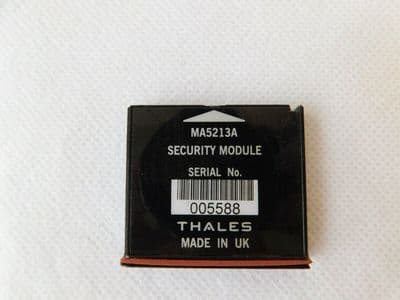 MA5213A
SECURITY MODULE
SERIAL No.
005588
THALES
MADE IN UK